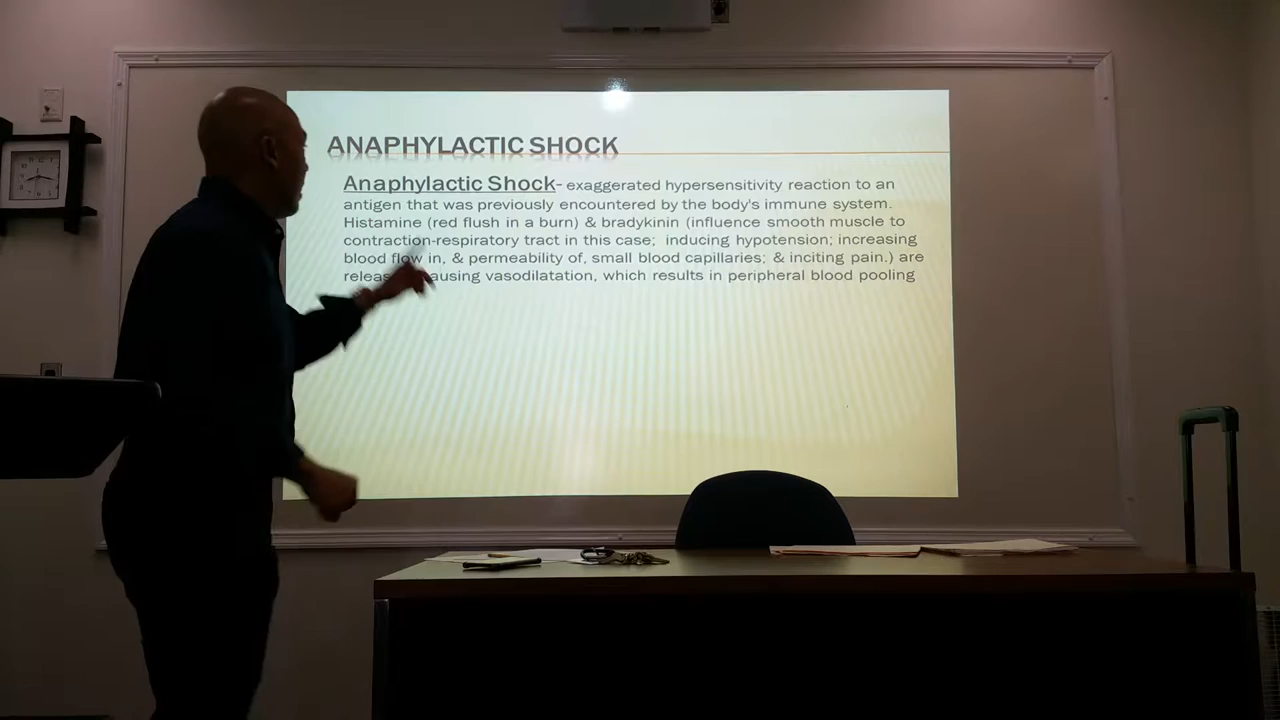 ANAPHYLACTIC SHOCK
Anaphylactic Shock- exaggerated hypersensitivity reaction to an
antigen that was previously encountered by the body's immune system.
Histamine (red flush in a burn) & bradykinin (influence smooth muscle to
contraction-respiratory tract in this case; inducing hypotension; increasing
blood flow in, & permeability of, small blood capillaries; & inciting pain.) are
vasodilatation, which results in peripheral blood pooling